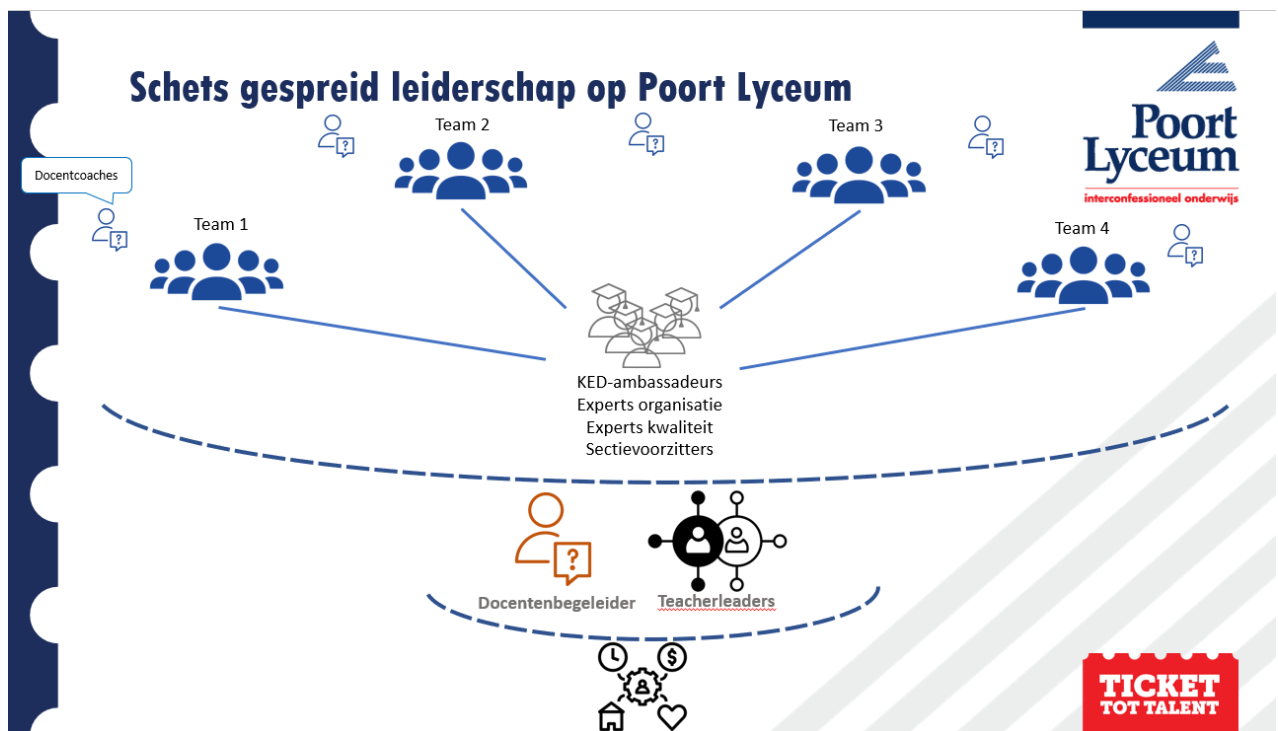 Schets gespreid leiderschap op Poort Lyceum
Poort
Lyceum
interconfessioneel onderwijs
Team 2
Team 3
Docentcoaches
Team 1
Team 4
KED-ambassadeurs
Experts organisatie
Experts kwaliteit
Sectievoorzitters
Docentenbegeleider
Teacherleaders
TICKET
TOT TALENT